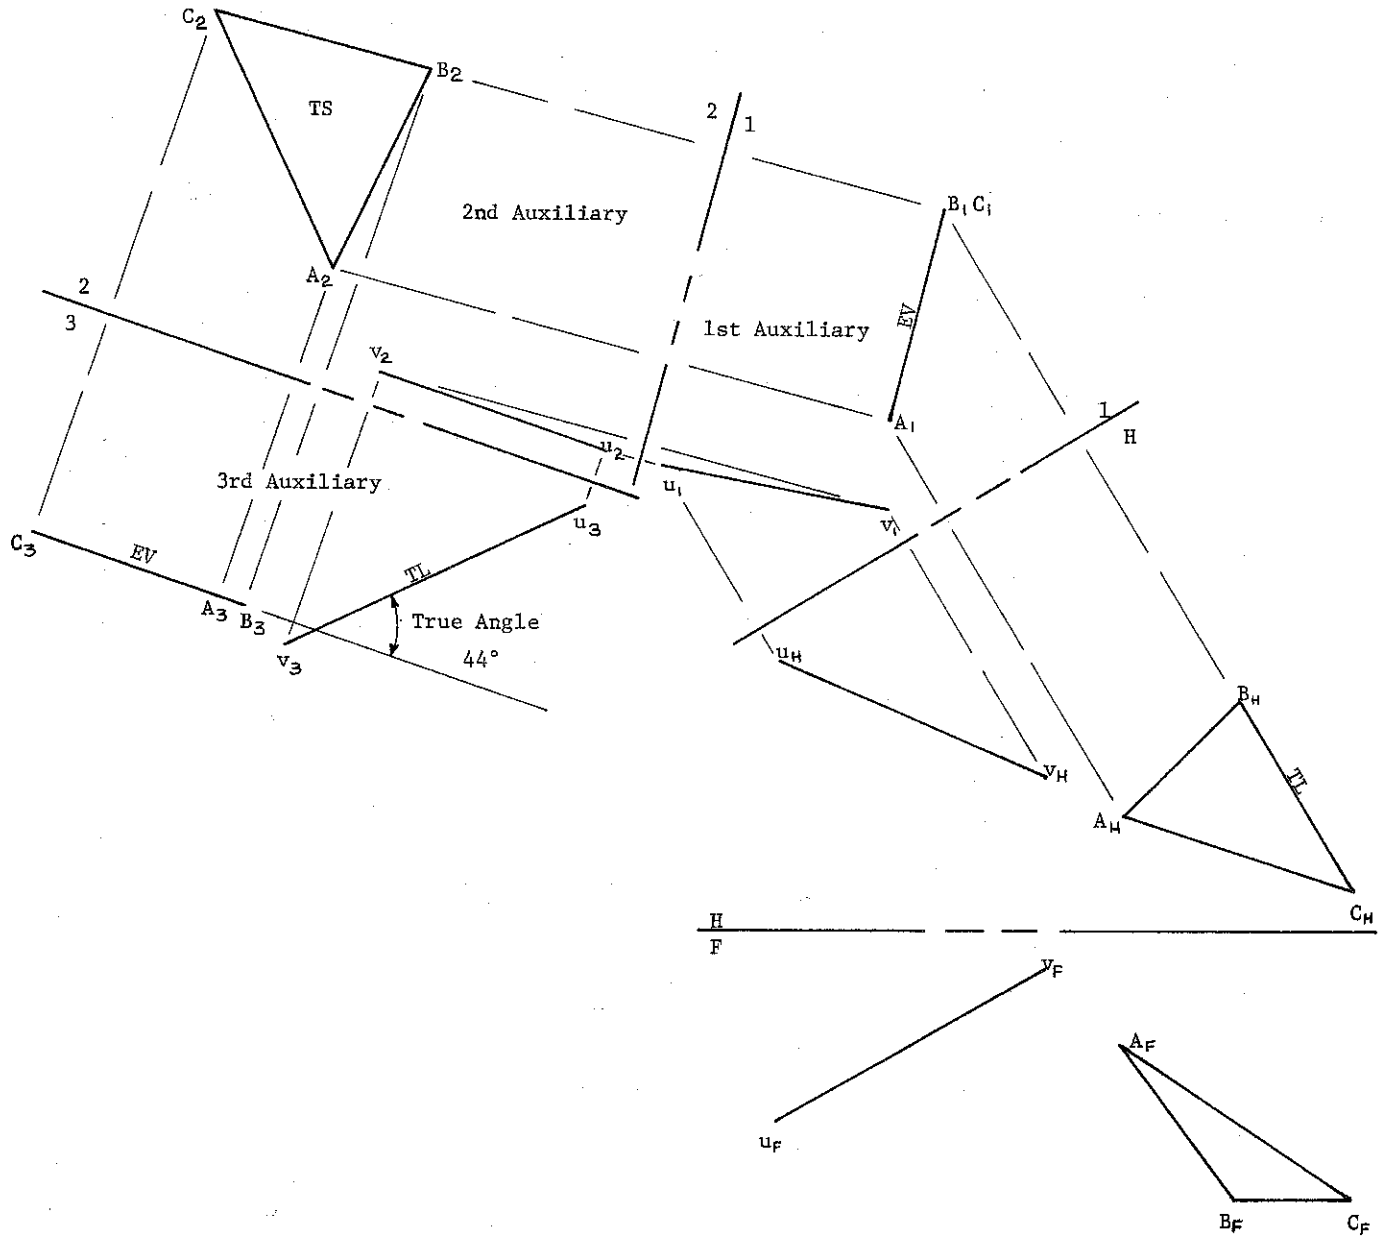 C2
B2
TS
2
1
B1 C1
2nd Auxiliary
A2
2
3
EV
1st Auxiliary
v2
A1
1
H
u2
3rd Auxiliary
u1
v1
u3
C3
EV
TL
A3
B3
True Angle
44°
v3
uH
BH
vH
TL
AH
CH
H
F
vF
AF
uF
BF
CF